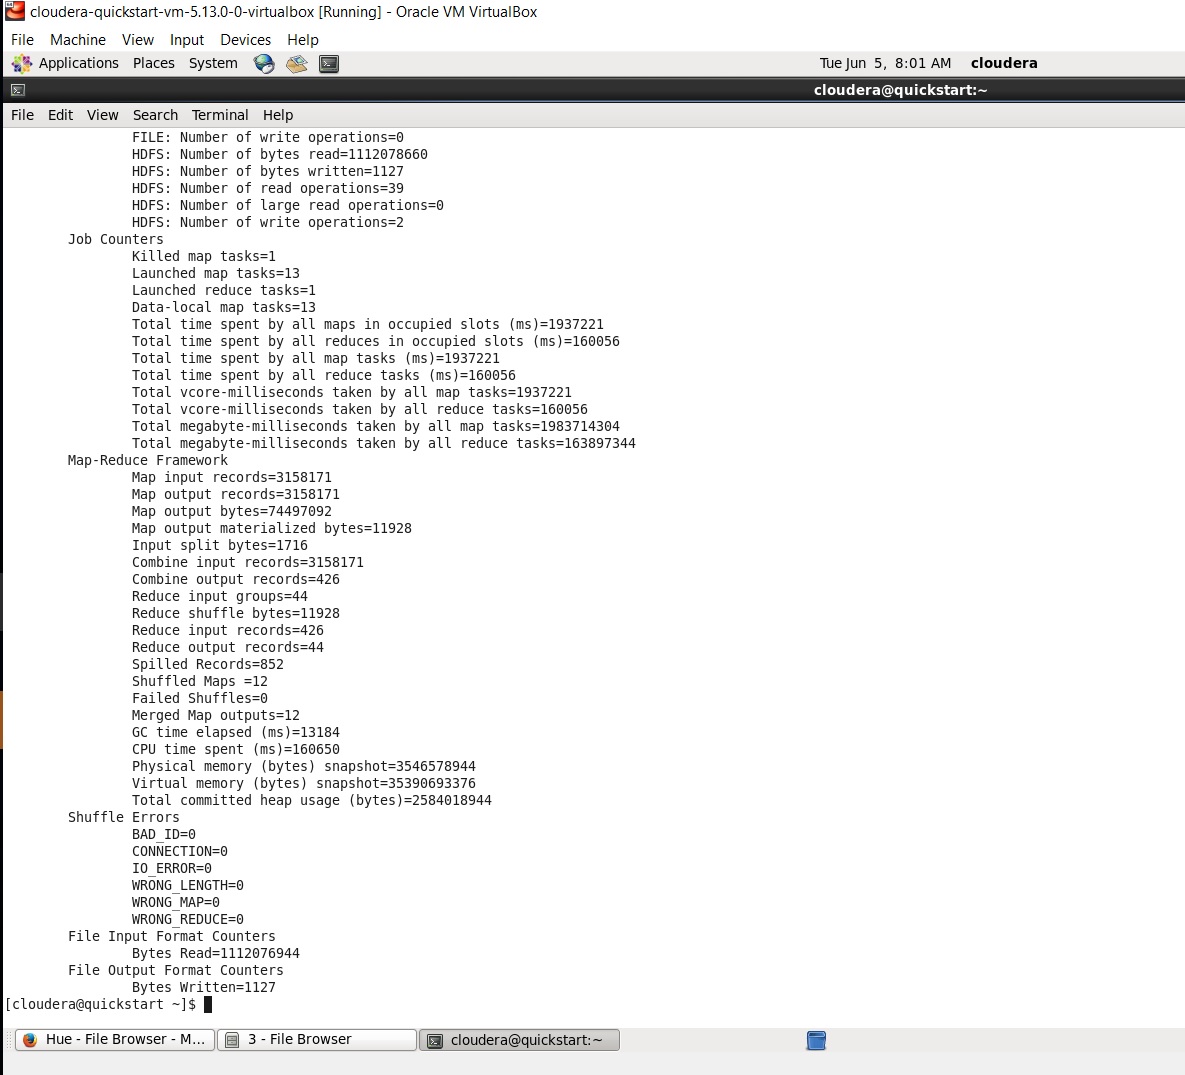 cloudera-quickstart-vm-5.13.0-0-virtualbox [Running] - Oracle VM VirtualBox
File Machine View Input Devices Help
Applications Places System Tue Jun 5, 8:01 AM cloudera
cloudera@quickstart:~
File Edit View Search Terminal Help
FILE: Number of write operations=0
HDFS: Number of bytes read=1112078660
HDFS: Number of bytes written=1127
HDFS: Number of read operations=39
HDFS: Number of large read operations=0
HDFS: Number of write operations=2
Job Counters
Killed map tasks=1
Launched map tasks=13
Launched reduce tasks=1
Data-local map tasks=13
Total time spent by all maps in occupied slots (ms)=1937221
Total time spent by all reduces in occupied slots (ms)=160056
Total time spent by all map tasks (ms)=1937221
Total time spent by all reduce tasks (ms)=160056
Total vcore-milliseconds taken by all map tasks=1937221
Total vcore-milliseconds taken by all reduce tasks=160056
Total megabyte-milliseconds taken by all map tasks=1983714304
Total megabyte-milliseconds taken by all reduce tasks=163897344
Map-Reduce Framework
Map input records=3158171
Map output records=3158171
Map output bytes=74497092
Map output materialized bytes=11928
Input split bytes=1716
Combine input records=3158171
Combine output records=426
Reduce input groups=44
Reduce shuffle bytes=11928
Reduce input records=426
Reduce output records=44
Spilled Records=852
Shuffled Maps =12
Failed Shuffles=0
Merged Map outputs=12
GC time elapsed (ms)=13184
CPU time spent (ms)=160650
Physical memory (bytes) snapshot=3546578944
Virtual memory (bytes) snapshot=35390693376
Total committed heap usage (bytes)=2584018944
Shuffle Errors
BAD_ID=0
CONNECTION=0
IO_ERROR=0
WRONG_LENGTH=0
WRONG_MAP=0
WRONG_REDUCE=0
File Input Format Counters
Bytes Read=1112076944
File Output Format Counters
Bytes Written=1127
[cloudera@quickstart ~]$
Hue - File Browser - M... 3 - File Browser cloudera@quickstart:~